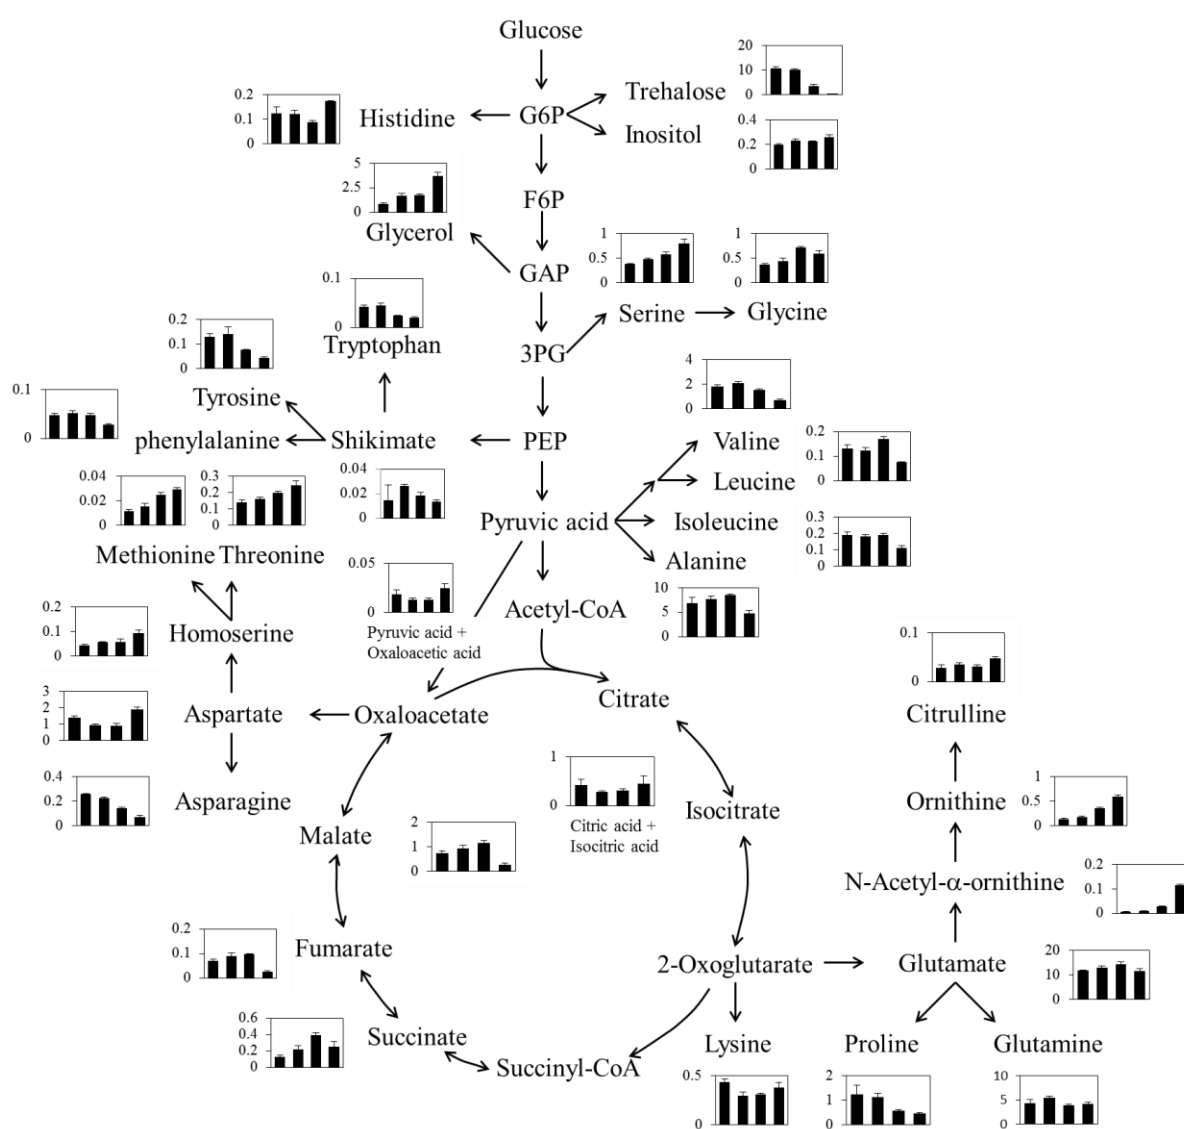 Glucose
20
10
0
Trehalose
0.2
0.1
0
Histidine
G6P
Inositol
0.4
0.2
0
5
2.5
0
F6P
Glycerol
1
0.5
0
1
0.5
0
GAP
0.1
0
Serine
Glycine
0.2
0.1
0
Tryptophan
3PG
4
2
0
0.1
0
Tyrosine
phenylalanine
Shikimate
PEP
Valine
0.2
0.1
0
0.04
0.02
0
0.3
0.2
0.1
0
0.04
0.02
0
Leucine
Pyruvic acid
Isoleucine
0.3
0.2
0.1
0
Methionine Threonine
Alanine
0.05
0
10
5
0
Acetyl-CoA
0.2
0.1
0
Homoserine
Pyruvic acid +
Oxaloacetic acid
0.1
0
3
2
1
0
Aspartate
Oxaloacetate
Citrate
Citrulline
0.4
0.2
0
Asparagine
1
0
Citric acid +
Isocitric acid
Isocitrate
Ornithine
1
0.5
0
Malate
2
1
0
N-Acetyl-α-ornithine
0.2
0.1
0
0.2
0.1
0
Fumarate
2-Oxoglutarate
Glutamate
20
10
0
0.6
0.4
0.2
0
Succinate
Succinyl-CoA
Lysine
Proline
Glutamine
0.5
0
2
1
0
10
5
0